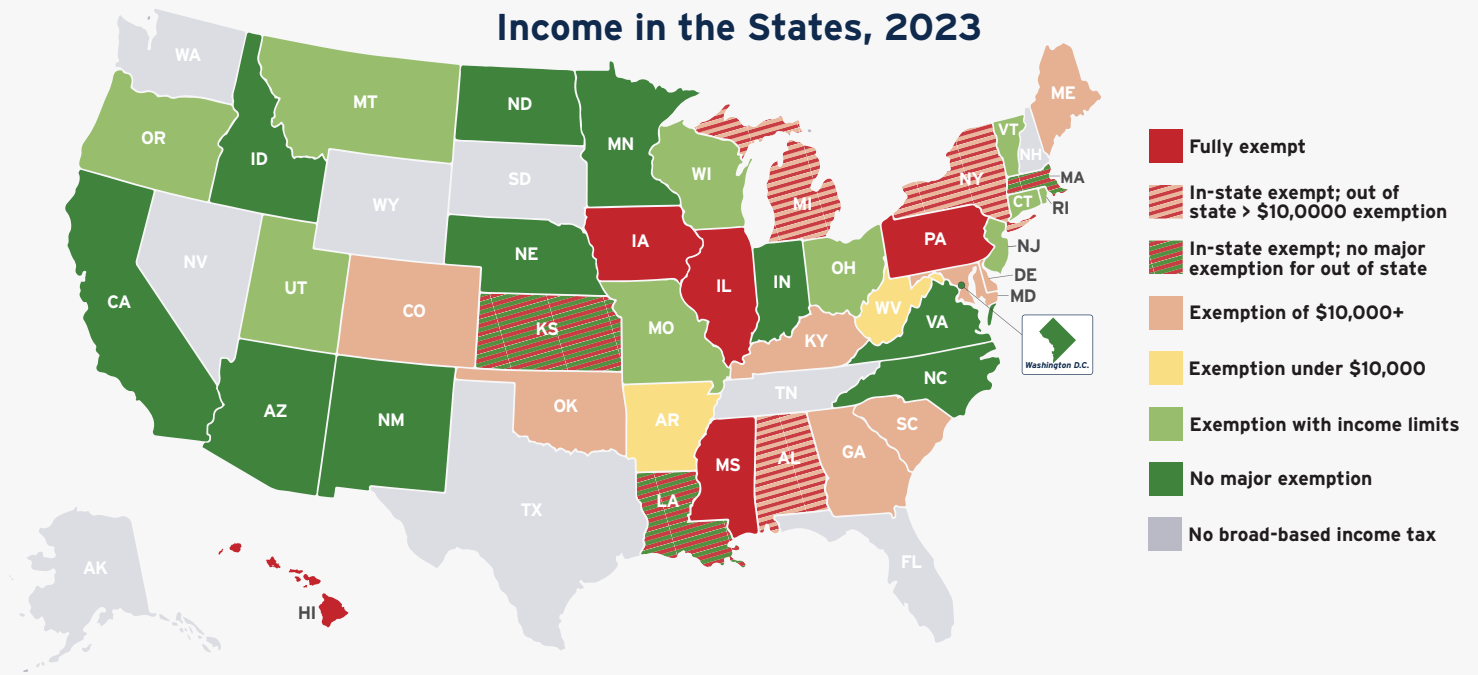 Income in the States, 2023
WA
MT
ND
MN
OR
ID
WI
SD
WY
MI
NY
VT
NH
ME
MA
CT
RI
IA
NE
PA
NJ
NV
UT
CO
CA
IL
IN
OH
DE
MD
WV
VA
KS
MO
KY
Washington D.C.
AZ
NM
OK
AR
TN
NC
SC
MS
AL
GA
TX
LA
FL
AK
HI
Fully exempt
In-state exempt; out of
state > $10,0000 exemption
In-state exempt; no major
exemption for out of state
Exemption of $10,000+
Exemption under $10,000
Exemption with income limits
No major exemption
No broad-based income tax